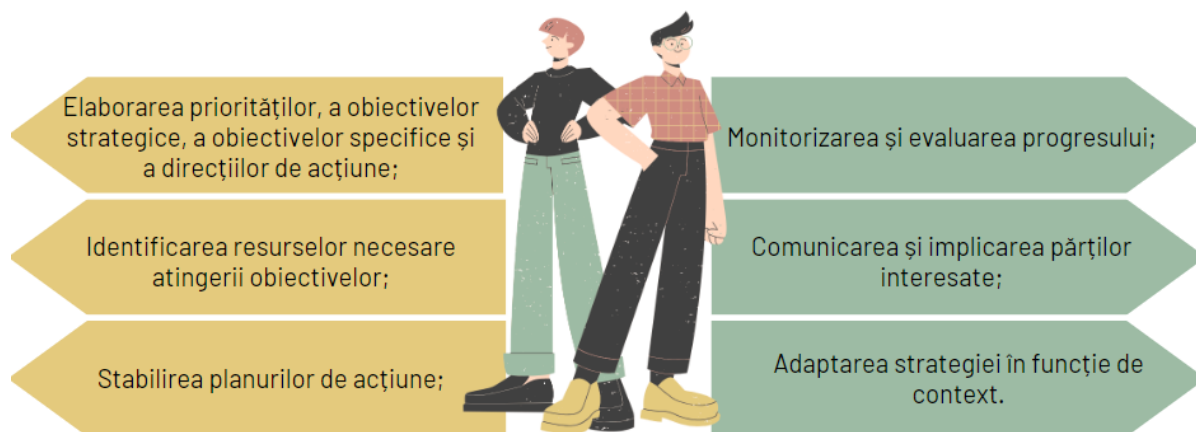 Elaborarea priorităților, a obiectivelor
strategice, a obiectivelor specifice și
a direcțiilor de acțiune;
Identificarea resurselor necesare
atingerii obiectivelor;
Stabilirea planurilor de acțiune;
Monitorizarea și evaluarea progresului;
Comunicarea și implicarea părților
interesate;
Adaptarea strategiei în funcție de
context.